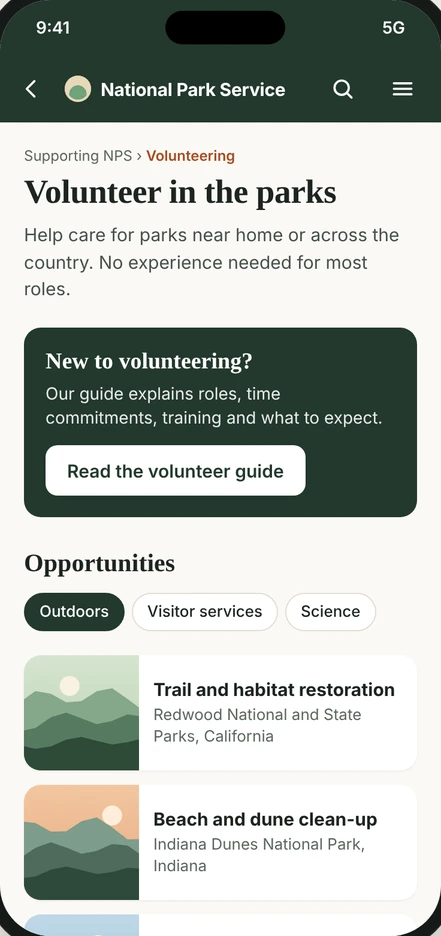 9:41
5G
National Park Service
Supporting NPS › Volunteering
Volunteer in the parks
Help care for parks near home or across the
country. No experience needed for most
roles.
New to volunteering?
Our guide explains roles, time
commitments, training and what to expect.
Read the volunteer guide
Opportunities
Outdoors
Visitor services
Science
Trail and habitat restoration
Redwood National and State
Parks, California
Beach and dune clean-up
Indiana Dunes National Park,
Indiana